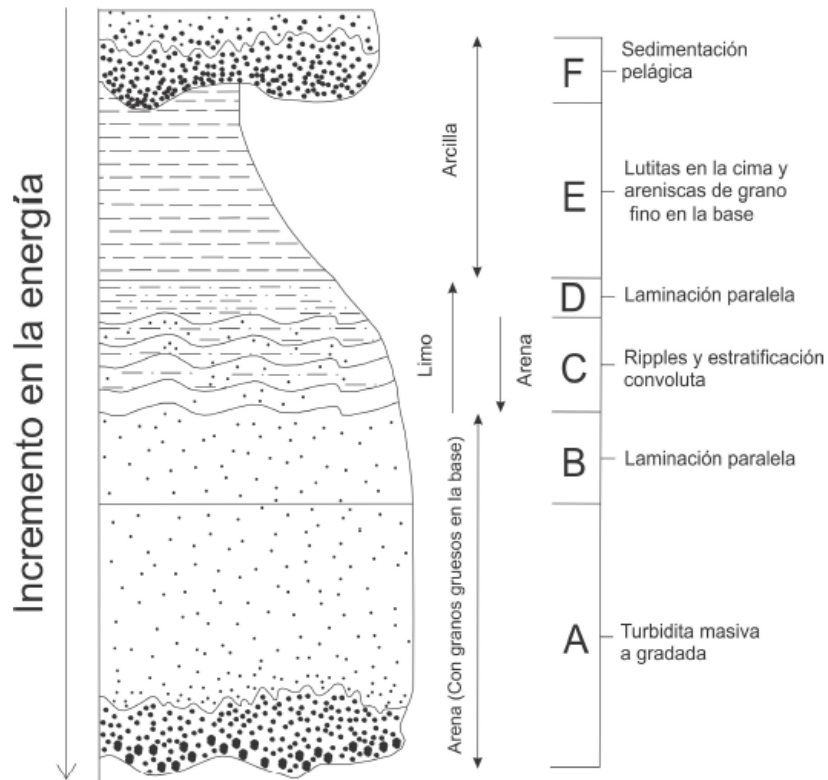 Incremento en la energía
Arcilla
Limo
Arena
Arena (Con granos gruesos en la base)
F
Sedimentación
pelágica
E
Lutitas en la cima y
areniscas de grano
fino en la base
D
Laminación paralela
C
Ripples y estratificación
convoluta
B
Laminación paralela
A
Turbidita masiva
a gradada